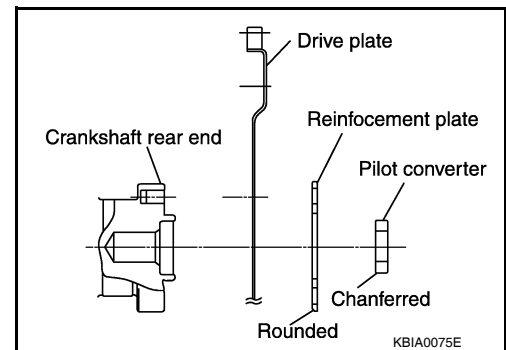 Drive plate
Reinfocement plate
Crankshaft rear end
Pilot converter
Chanferred
Rounded
KBIA0075E